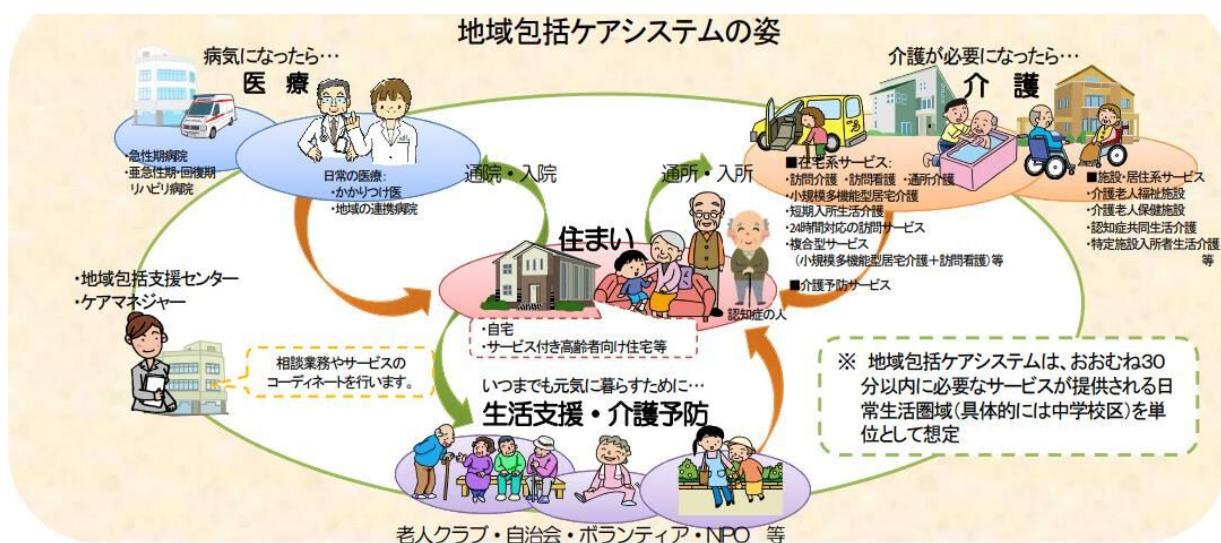 地域包括ケアシステムの姿
病気になったら…
医療
・急性期病院
・亜急性期・回復期
リハビリ病院
日常の医療:
・かかりつけ医
・地域の連携病院
通院・入院
通所・入所
介護が必要になったら…
介護
■在宅系サービス:
・訪問介護 ・訪問看護 ・通所介護
・小規模多機能型居宅介護
・短期入所生活介護
・24時間対応の訪問サービス
・複合型サービス
(小規模多機能型居宅介護+訪問看護)等
■介護予防サービス
■施設・居住系サービス
・介護老人福祉施設
・介護老人保健施設
・認知症共同生活介護
・特定施設入所者生活介護
等
住まい
認知症の人
・自宅
・サービス付き高齢者向け住宅等
・地域包括支援センター
・ケアマネジャー
相談業務やサービスの
コーディネートを行います。
いつまでも元気に暮らすために…
生活支援・介護予防
老人クラブ・自治会・ボランティア・NPO 等
※ 地域包括ケアシステムは、おおむね30
分以内に必要なサービスが提供される日
常生活圏域(具体的には中学校区)を単
位として想定